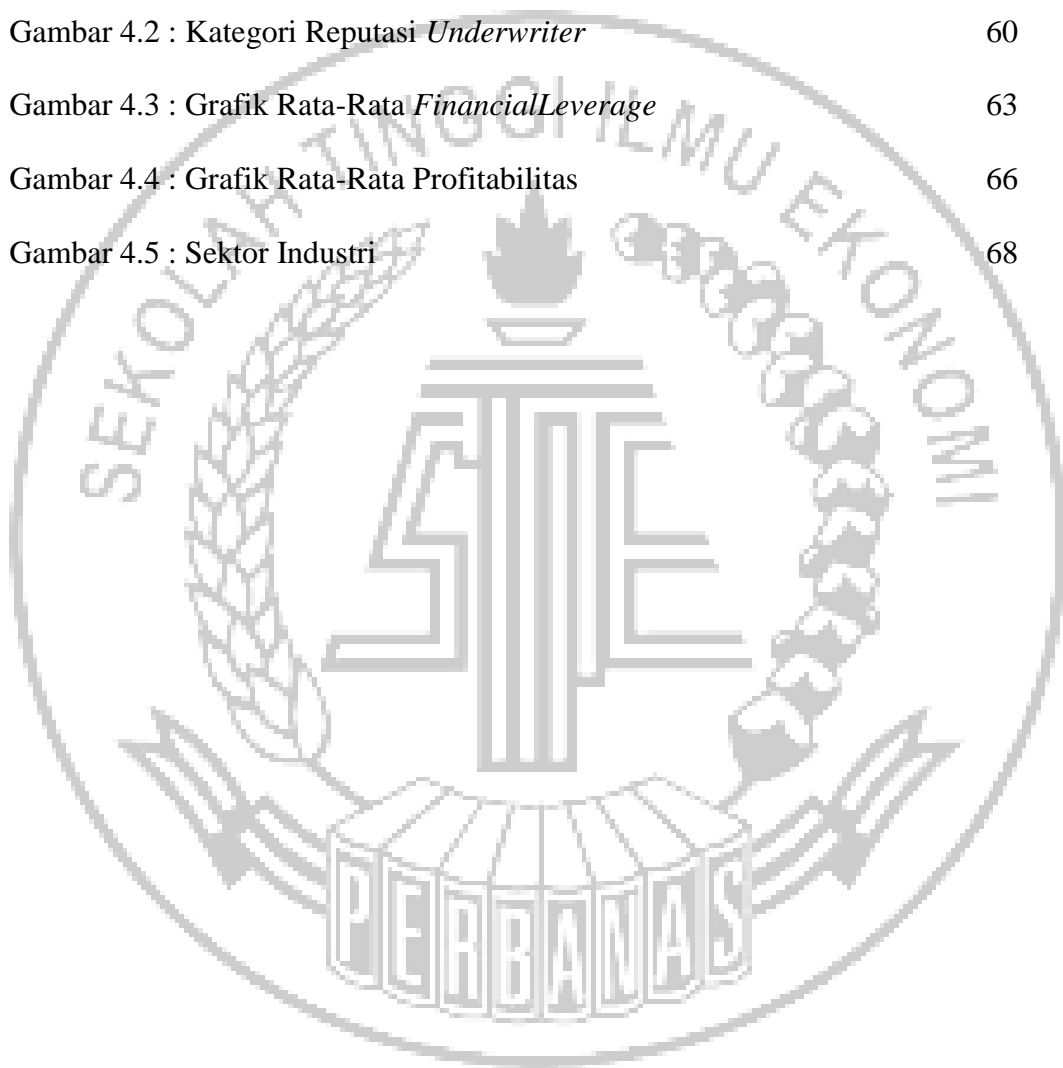 Gambar 4.2 : Kategori Reputasi Underwriter 60
Gambar 4.3 : Grafik Rata-Rata FinancialLeverage 63
Gambar 4.4 : Grafik Rata-Rata Profitabilitas 66
Gambar 4.5 : Sektor Industri 68
SEKOLAH TINGGI ILMU EKONOMI
STIE
PERBANAS